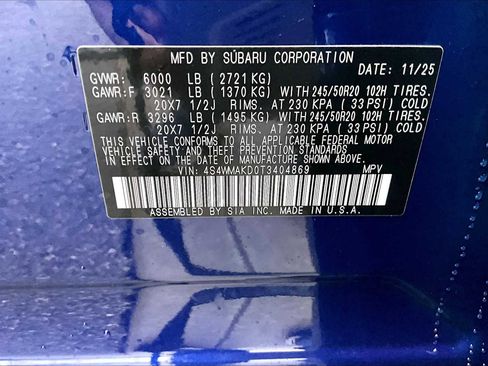 MFD BY SUBARU CORPORATION
DATE: 11/25
GVWR: 6000 LB (2721 KG)
GAWR:F 3021 LB (1370 KG) WITH 245/50R20 102H TIRES.
20X7 1/2J RIMS. AT 230 KPA (33 PSI) COLD
GAWR:R 3296 LB (1495 KG) WITH 245/50R20 102H TIRES.
20X7 1/2J RIMS. AT 230 KPA (33 PSI) COLD
THIS VEHICLE CONFORMS TO ALL APPLICABLE FEDERAL MOTOR
VEHICLE SAFETY AND THEFT PREVENTION STANDARDS
IN EFFECT ON THE DATE OF MANUFACTURE SHOWN ABOVE.
VIN: 4S4WMAKD0T3404869 MPV
ASSEMBLED BY SIA INC. MADE IN U.S.A.